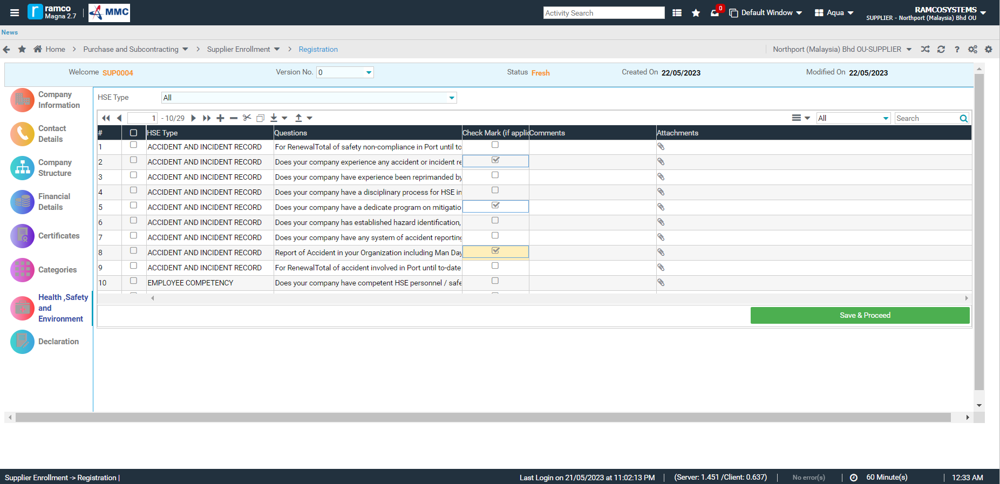 ramco
Magna 2.7
MMC
Activity Search
0
Default Window
Aqua
RAMCOSYSTEMS
SUPPLIER - Northport (Malaysia) Bhd OU
News
Home > Purchase and Subcontracting > Supplier Enrollment > Registration
Northport (Malaysia) Bhd OU-SUPPLIER
Welcome SUP0004
Version No. 0
Status Fresh
Created On 22/05/2023
Modified On 22/05/2023
Company
Information
Contact
Details
Company
Structure
Financial
Details
Certificates
Categories
Health ,Safety
and
Environment
Declaration
HSE Type All
1 - 10/29
All
Search
# HSE Type Questions Check Mark (if applic Comments Attachments
1 ACCIDENT AND INCIDENT RECORD For RenewalTotal of safety non-compliance in Port until to
2 ACCIDENT AND INCIDENT RECORD Does your company experience any accident or incident re
3 ACCIDENT AND INCIDENT RECORD Does your company have experience been reprimanded by
4 ACCIDENT AND INCIDENT RECORD Does your company have a disciplinary process for HSE in
5 ACCIDENT AND INCIDENT RECORD Does your company have a dedicate program on mitigatio
6 ACCIDENT AND INCIDENT RECORD Does your company has established hazard identification,
7 ACCIDENT AND INCIDENT RECORD Does your company have any system of accident reporting
8 ACCIDENT AND INCIDENT RECORD Report of Accident in your Organization including Man Day
9 ACCIDENT AND INCIDENT RECORD For RenewalTotal of accident involved in Port until to-date
10 EMPLOYEE COMPETENCY Does your company have competent HSE personnel / safe
Save & Proceed
Supplier Enrollment -> Registration |
Last Login on 21/05/2023 at 11:02:13 PM
(Server: 1.451 /Client: 0.637)
No error(s)
60 Minute(s)
12:33 AM